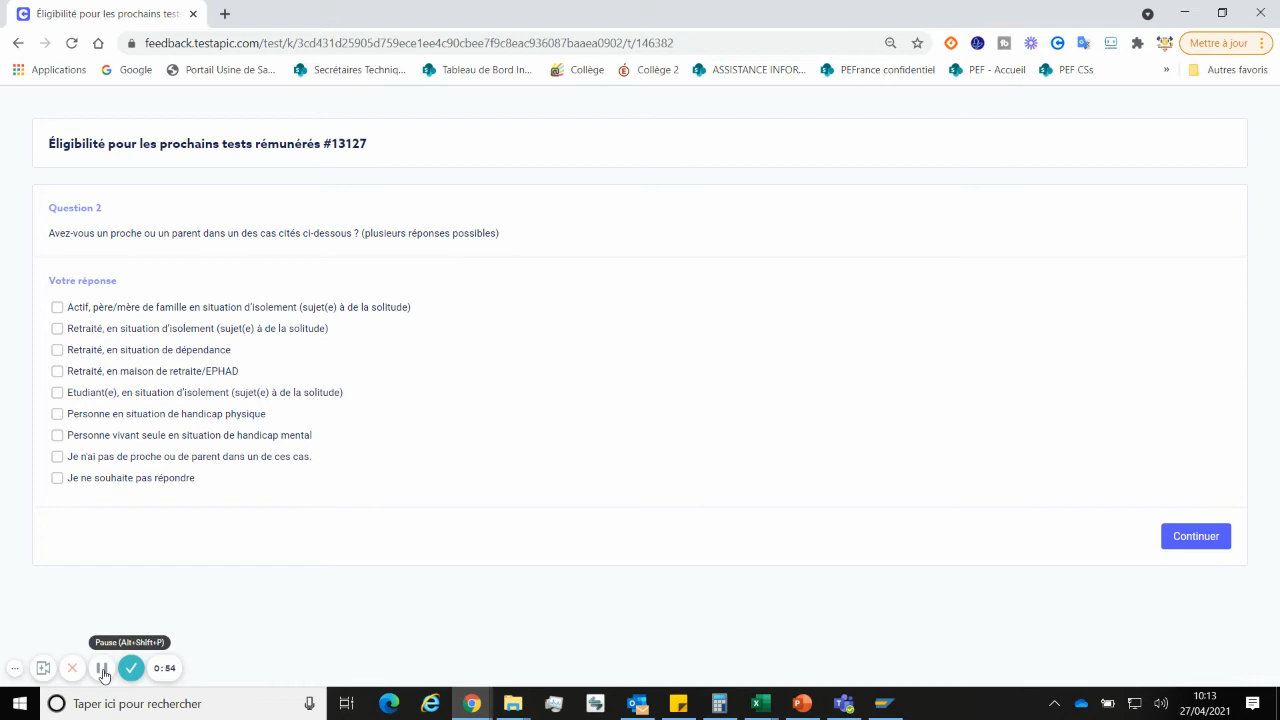 Éligibilité pour les prochains tests
feedback.testapic.com/test/k/3cd431d2505d759ece1ee4c90cbee7f9c8eac936087baaea0902/t/146382
Mettre à jour
Applications
Google
Portail Usine de Sa...
Secrétaires Techniq...
Tableau de Bord In...
Collège
Collège 2
ASSISTANCE INFOR...
PEFrance confidentiel
PEF - Accueil
PEF CSs
»
Autres favoris
Éligibilité pour les prochains tests rémunérés #13127
Question 2
Avez-vous un proche ou un parent dans un des cas cités ci-dessous ? (plusieurs réponses possibles)
Votre réponse
Actif, père/mère de famille en situation d'isolement (sujet(e) à de la solitude)
Retraité, en situation d'isolement (sujet(e) à de la solitude)
Retraité, en situation de dépendance
Retraité, en maison de retraite/EPHAD
Etudiant(e), en situation d'isolement (sujet(e) à de la solitude)
Personne en situation de handicap physique
Personne vivant seule en situation de handicap mental
Je n'ai pas de proche ou de parent dans un de ces cas.
Je ne souhaite pas répondre
Continuer
Pause (Alt+Shift+P)
0:54
Taper ici pour rechercher
10:13
27/04/2021